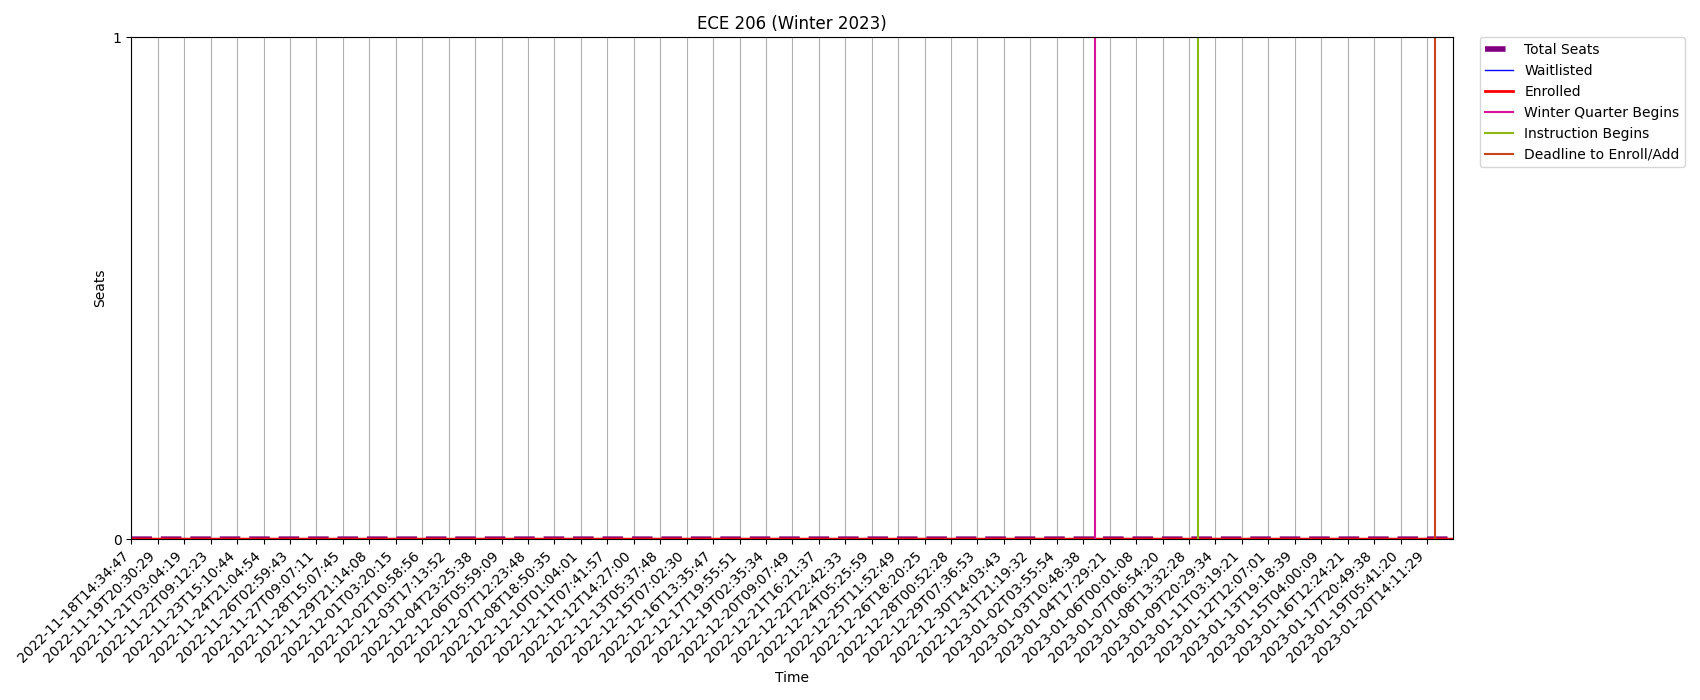 ECE 206 (Winter 2023)
1
0
Seats
Total Seats
Waitlisted
Enrolled
Winter Quarter Begins
Instruction Begins
Deadline to Enroll/Add
2022-11-18T14:34:47
2022-11-19T20:30:29
2022-11-21T03:04:19
2022-11-22T09:12:23
2022-11-23T15:10:44
2022-11-24T21:04:54
2022-11-26T02:59:43
2022-11-27T09:07:11
2022-11-28T15:07:45
2022-11-29T21:14:08
2022-12-01T03:20:15
2022-12-02T10:58:56
2022-12-03T17:13:52
2022-12-04T23:25:38
2022-12-06T05:59:09
2022-12-07T12:23:48
2022-12-08T18:50:35
2022-12-10T01:04:01
2022-12-11T07:41:57
2022-12-12T14:27:00
2022-12-13T05:37:48
2022-12-15T07:02:30
2022-12-16T13:35:47
2022-12-17T19:55:51
2022-12-19T02:35:34
2022-12-20T09:07:49
2022-12-21T16:21:37
2022-12-22T22:42:33
2022-12-24T05:25:59
2022-12-25T11:52:49
2022-12-26T18:20:25
2022-12-28T00:52:28
2022-12-29T07:36:53
2022-12-30T14:03:43
2022-12-31T21:19:32
2023-01-02T03:55:54
2023-01-03T10:48:38
2023-01-04T17:29:21
2023-01-06T00:01:08
2023-01-07T06:54:20
2023-01-08T13:32:28
2023-01-09T20:29:34
2023-01-11T03:19:21
2023-01-12T12:07:01
2023-01-13T19:18:39
2023-01-15T04:00:09
2023-01-16T12:24:21
2023-01-17T20:49:38
2023-01-19T05:41:20
2023-01-20T14:11:29
Time